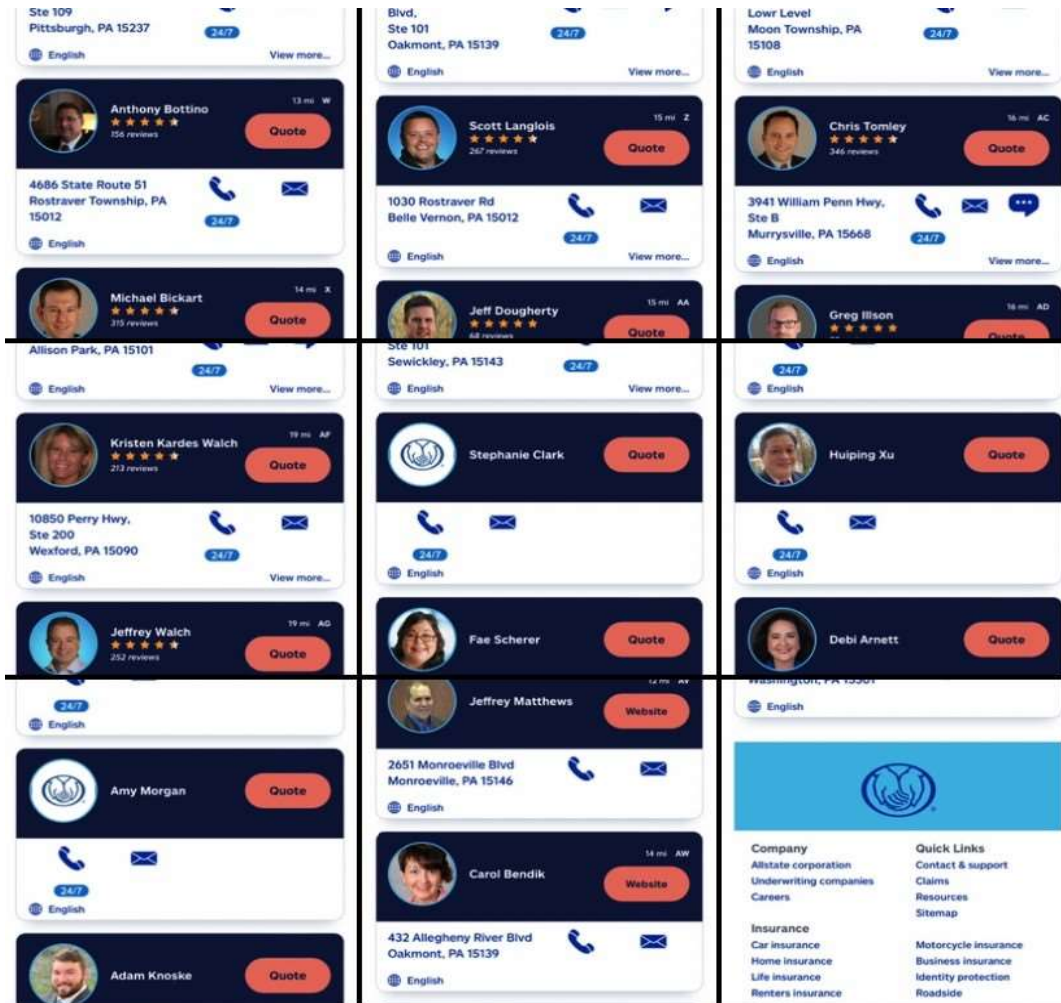 Ste 109
Pittsburgh, PA 15237
24/7
English
View more...
Anthony Bottino
13 mi W
156 reviews
Quote
4686 State Route 51
Rostraver Township, PA
15012
24/7
English
Michael Bickart
14 mi X
315 reviews
Quote
Blvd,
Ste 101
Oakmont, PA 15139
24/7
English
View more...
Scott Langlois
15 mi Z
267 reviews
Quote
1030 Rostraver Rd
Belle Vernon, PA 15012
24/7
English
View more...
Jeff Dougherty
15 mi AA
68 reviews
Quote
Lowr Level
Moon Township, PA
15108
24/7
English
View more...
Chris Tomley
16 mi AC
346 reviews
Quote
3941 William Penn Hwy,
Ste B
Murrysville, PA 15668
24/7
English
View more...
Greg Illson
16 mi AD
Quote
Allison Park, PA 15101
24/7
English
View more...
Kristen Kardes Walch
19 mi AF
213 reviews
Quote
10850 Perry Hwy,
Ste 200
Wexford, PA 15090
24/7
English
View more...
Jeffrey Walch
19 mi AG
252 reviews
Quote
Ste 101
Sewickley, PA 15143
24/7
English
View more...
Stephanie Clark
Quote
24/7
English
Fae Scherer
Quote
24/7
English
Huiping Xu
Quote
24/7
English
Debi Arnett
Quote
24/7
English
Amy Morgan
Quote
24/7
English
Adam Knoske
Quote
12 mi AV
Jeffrey Matthews
Website
2651 Monroeville Blvd
Monroeville, PA 15146
English
Carol Bendik
14 mi AW
Website
432 Allegheny River Blvd
Oakmont, PA 15139
English
Washington, PA 15301
English
Company
Allstate corporation
Underwriting companies
Careers
Quick Links
Contact & support
Claims
Resources
Sitemap
Insurance
Car insurance
Home insurance
Life insurance
Renters insurance
Motorcycle insurance
Business insurance
Identity protection
Roadside